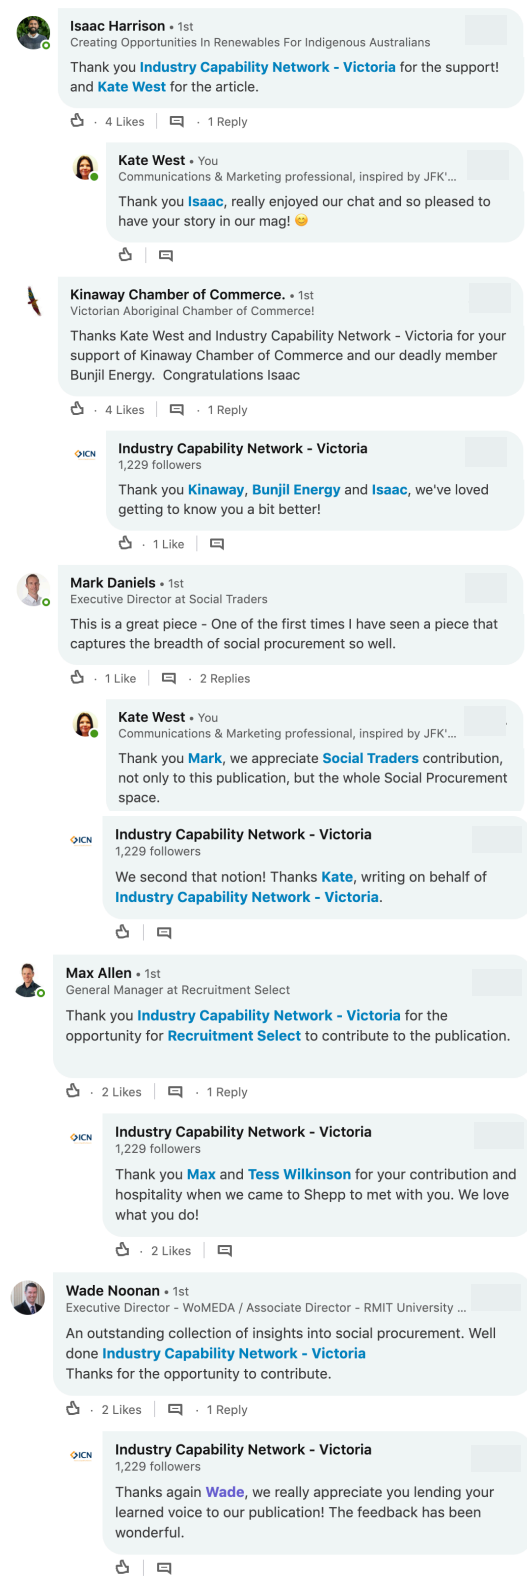 Isaac Harrison • 1st
Creating Opportunities In Renewables For Indigenous Australians
Thank you Industry Capability Network - Victoria for the support!
and Kate West for the article.
· 4 Likes · 1 Reply
Kate West • You
Communications & Marketing professional, inspired by JFK'...
Thank you Isaac, really enjoyed our chat and so pleased to
have your story in our mag! 😊
Kinaway Chamber of Commerce. • 1st
Victorian Aboriginal Chamber of Commerce!
Thanks Kate West and Industry Capability Network - Victoria for your
support of Kinaway Chamber of Commerce and our deadly member
Bunjil Energy.  Congratulations Isaac
· 4 Likes · 1 Reply
ICN
Industry Capability Network - Victoria
1,229 followers
Thank you Kinaway, Bunjil Energy and Isaac, we've loved
getting to know you a bit better!
· 1 Like
Mark Daniels • 1st
Executive Director at Social Traders
This is a great piece - One of the first times I have seen a piece that
captures the breadth of social procurement so well.
· 1 Like · 2 Replies
Kate West • You
Communications & Marketing professional, inspired by JFK'...
Thank you Mark, we appreciate Social Traders contribution,
not only to this publication, but the whole Social Procurement
space.
ICN
Industry Capability Network - Victoria
1,229 followers
We second that notion! Thanks Kate, writing on behalf of
Industry Capability Network - Victoria.
Max Allen • 1st
General Manager at Recruitment Select
Thank you Industry Capability Network - Victoria for the
opportunity for Recruitment Select to contribute to the publication.
· 2 Likes · 1 Reply
ICN
Industry Capability Network - Victoria
1,229 followers
Thank you Max and Tess Wilkinson for your contribution and
hospitality when we came to Shepp to met with you. We love
what you do!
· 2 Likes
Wade Noonan • 1st
Executive Director - WoMEDA / Associate Director - RMIT University ...
An outstanding collection of insights into social procurement. Well
done Industry Capability Network - Victoria
Thanks for the opportunity to contribute.
· 2 Likes · 1 Reply
ICN
Industry Capability Network - Victoria
1,229 followers
Thanks again Wade, we really appreciate you lending your
learned voice to our publication! The feedback has been
wonderful.